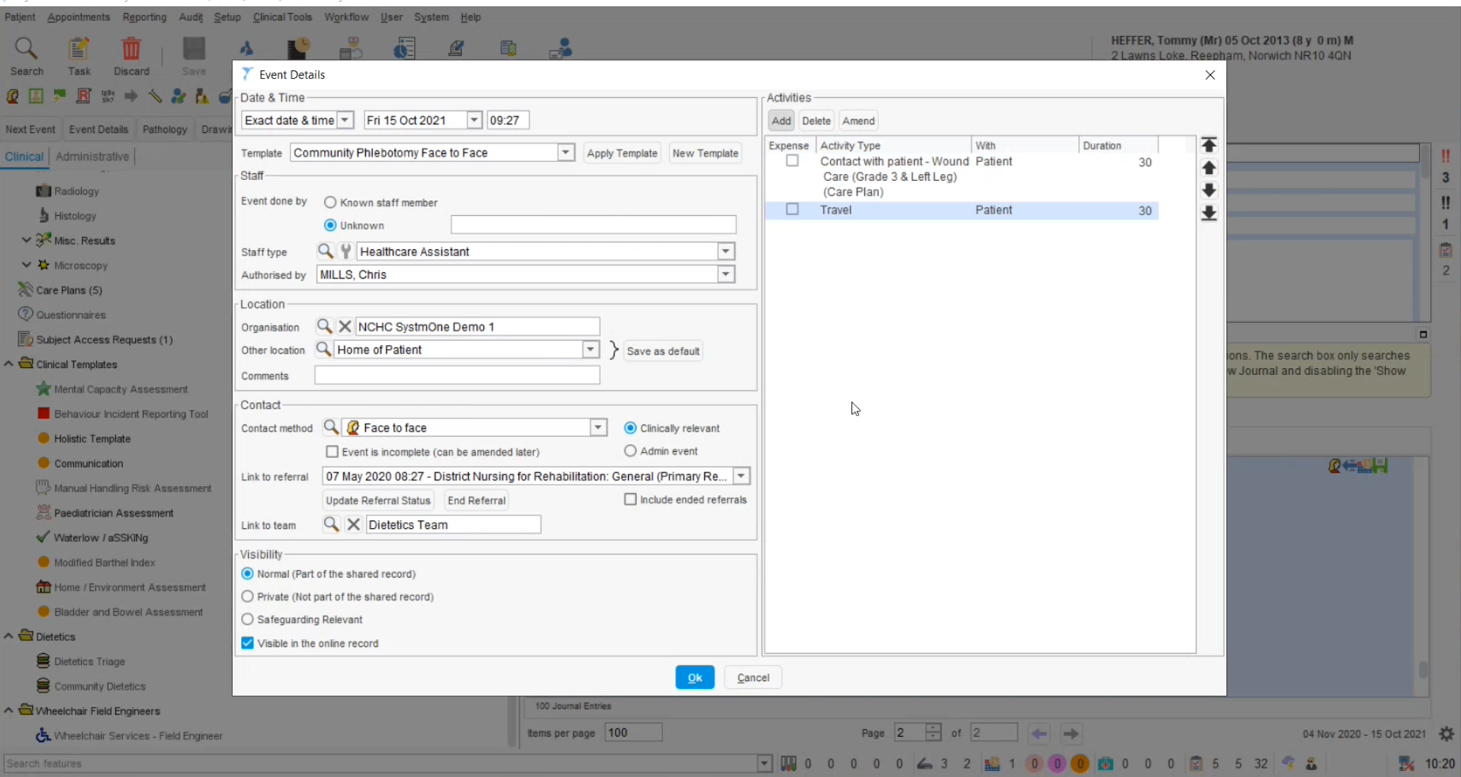 Patient Appointments Reporting Audit Setup Clinical Tools Workflow User System Help
Search Task Discard Save
HEFFER, Tommy (Mr) 05 Oct 2013 (8 y 0 m) M
2 Lawns Loke, Reepham, Norwich NR10 4QN
Next Event Event Details Pathology
Clinical Administrative
Radiology
Histology
Misc. Results
Microscopy
Care Plans (5)
Questionnaires
Subject Access Requests (1)
Clinical Templates
Mental Capacity Assessment
Behaviour Incident Reporting Tool
Holistic Template
Communication
Manual Handling Risk Assessment
Paediatrician Assessment
Waterlow / aSSKINg
Modified Barthel Index
Home / Environment Assessment
Bladder and Bowel Assessment
Dietetics
Dietetics Triage
Community Dietetics
Wheelchair Field Engineers
Wheelchair Services - Field Engineer
Search features
Event Details
Date & Time
Exact date & time Fri 15 Oct 2021 09:27
Template Community Phlebotomy Face to Face Apply Template New Template
Staff
Event done by Known staff member
Unknown
Staff type Healthcare Assistant
Authorised by MILLS, Chris
Location
Organisation NCHC SystmOne Demo 1
Other location Home of Patient } Save as default
Comments
Contact
Contact method Face to face Clinically relevant
Event is incomplete (can be amended later) Admin event
Link to referral 07 May 2020 08:27 - District Nursing for Rehabilitation: General (Primary Re...
Update Referral Status End Referral Include ended referrals
Link to team Dietetics Team
Visibility
Normal (Part of the shared record)
Private (Not part of the shared record)
Safeguarding Relevant
Visible in the online record
Ok Cancel
Activities
Add Delete Amend
Expense Activity Type With Duration
Contact with patient - Wound Patient 30
Care (Grade 3 & Left Leg)
(Care Plan)
Travel Patient 30
!!
3
!!
1
2
ions. The search box only searches
w Journal and disabling the 'Show
100 Journal Entries
Items per page 100 Page 2 of 2 04 Nov 2020 - 15 Oct 2021
0 0 0 0 0 3 2 1 0 0 0 0 0 0 5 5 32 10:20